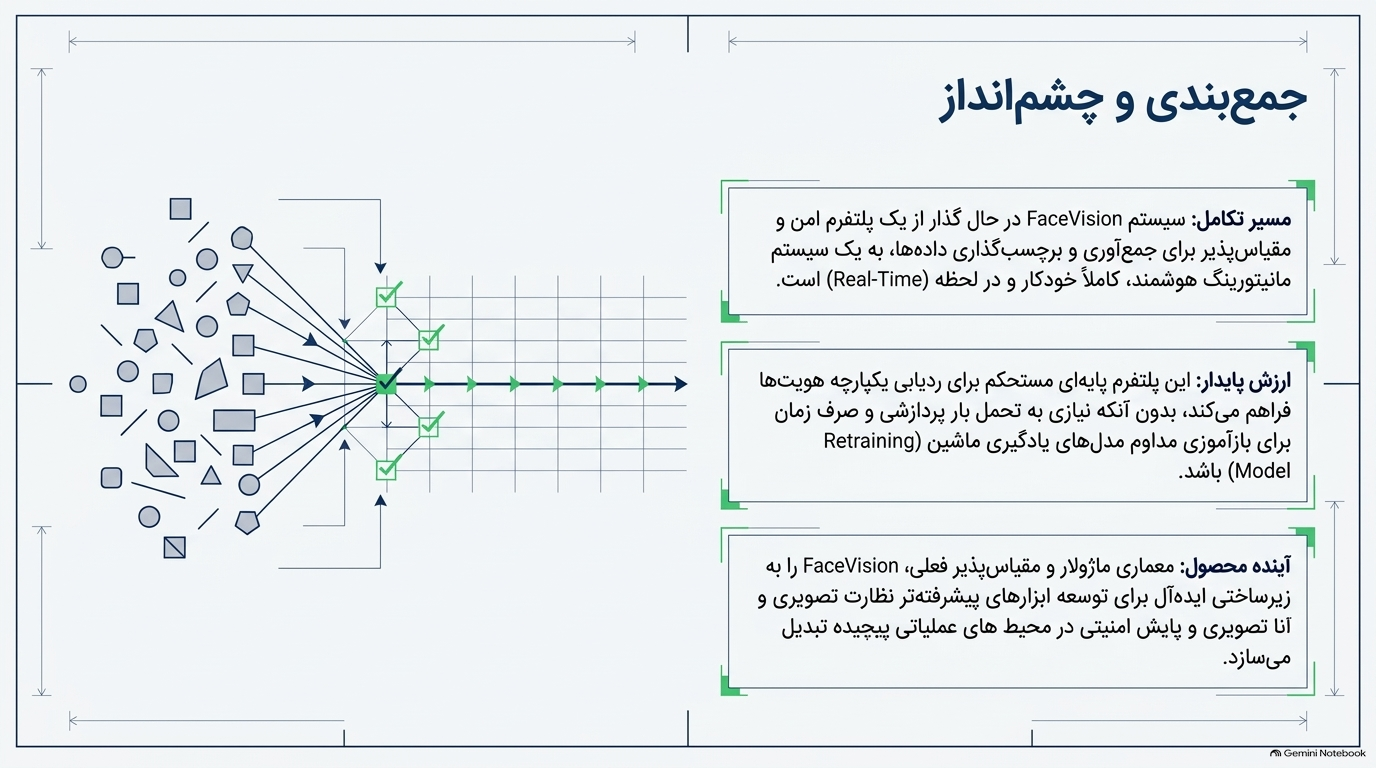 جمع‌بندی و چشم‌انداز
مسیر تکامل: سیستم FaceVision در حال گذار از یک پلتفرم امن و
مقیاس‌پذیر برای جمع‌آوری و برچسب‌گذاری داده‌ها، به یک سیستم
مانیتورینگ هوشمند، کاملاً خودکار و در لحظه (Real-Time) است.
ارزش پایدار: این پلتفرم پایه‌ای مستحکم برای ردیابی یکپارچه هویت‌ها
فراهم می‌کند، بدون آنکه نیازی به تحمل بار پردازشی و صرف زمان
برای بازآموزی مداوم مدل‌های یادگیری ماشین (Retraining
Model) باشد.
آینده محصول: معماری ماژولار و مقیاس‌پذیر فعلی، FaceVision را به
زیرساختی ایده‌آل برای توسعه ابزارهای پیشرفته‌تر نظارت تصویری و
آنا تصویری و پایش امنیتی در محیط های عملیاتی پیچیده تبدیل
می‌سازد.
Gemini Notebook